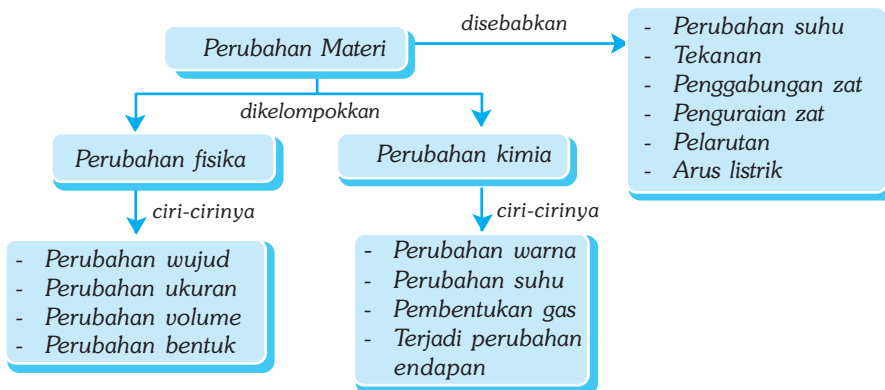 Perubahan Materi
disebabkan
- Perubahan suhu
- Tekanan
- Penggabungan zat
- Penguraian zat
- Pelarutan
- Arus listrik
dikelompokkan
Perubahan fisika
Perubahan kimia
ciri-cirinya
ciri-cirinya
- Perubahan wujud
- Perubahan ukuran
- Perubahan volume
- Perubahan bentuk
- Perubahan warna
- Perubahan suhu
- Pembentukan gas
- Terjadi perubahan
endapan